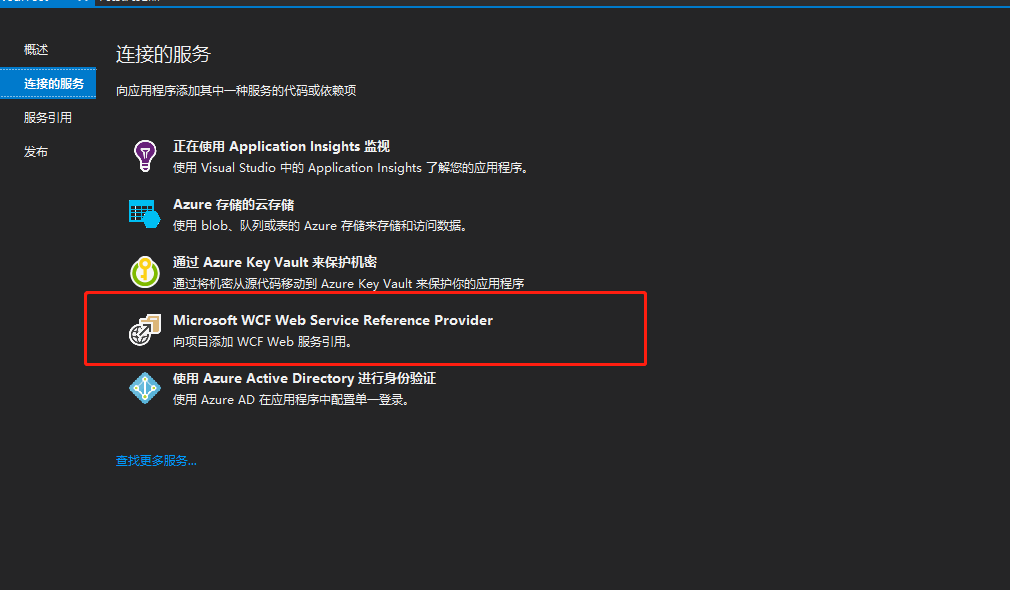 概述
连接的服务
服务引用
发布
连接的服务
向应用程序添加其中一种服务的代码或依赖项
正在使用 Application Insights 监视
使用 Visual Studio 中的 Application Insights 了解您的应用程序。
Azure 存储的云存储
使用 blob、队列或表的 Azure 存储来存储和访问数据。
通过 Azure Key Vault 来保护机密
通过将机密从源代码移动到 Azure Key Vault 来保护你的应用程序
Microsoft WCF Web Service Reference Provider
向项目添加 WCF Web 服务引用。
使用 Azure Active Directory 进行身份验证
使用 Azure AD 在应用程序中配置单一登录。
查找更多服务...